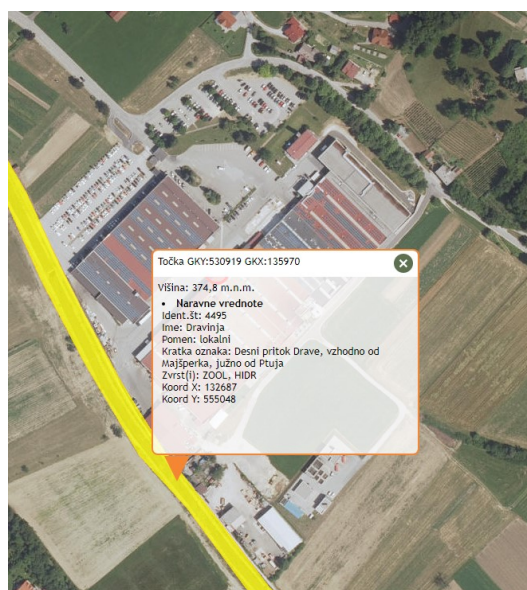 Točka GKY:530919 GKX:135970
Višina: 374,8 m.n.m.
• Naravne vrednote
Ident.št: 4495
Ime: Dravinja
Pomen: lokalni
Kratka oznaka: Desni pritok Drave, vzhodno od
Majšperka, južno od Ptuja
Zvrst(i): ZOOL, HIDR
Koord X: 132687
Koord Y: 555048